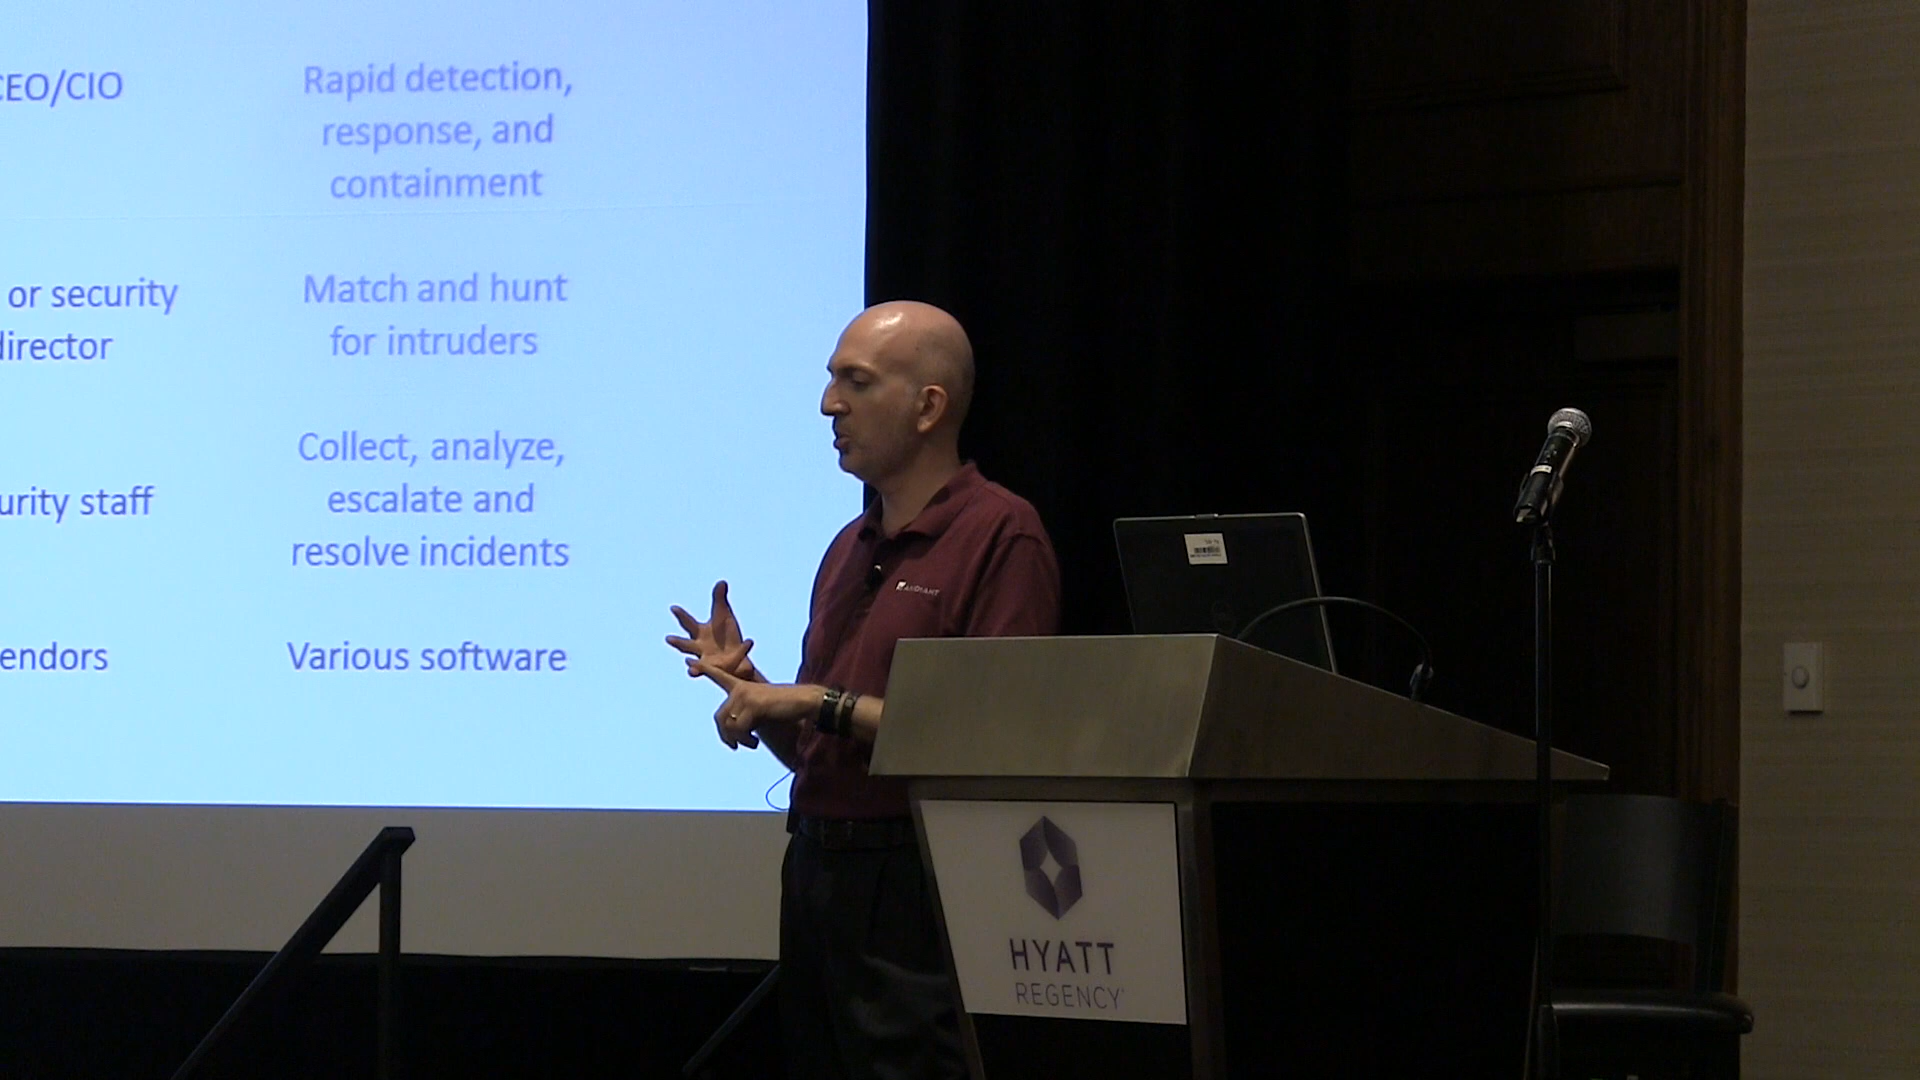 CEO/CIO
Rapid detection,
response, and
containment
or security
director
Match and hunt
for intruders
urity staff
Collect, analyze,
escalate and
resolve incidents
endors
Various software
MANDIANT
HYATT
REGENCY